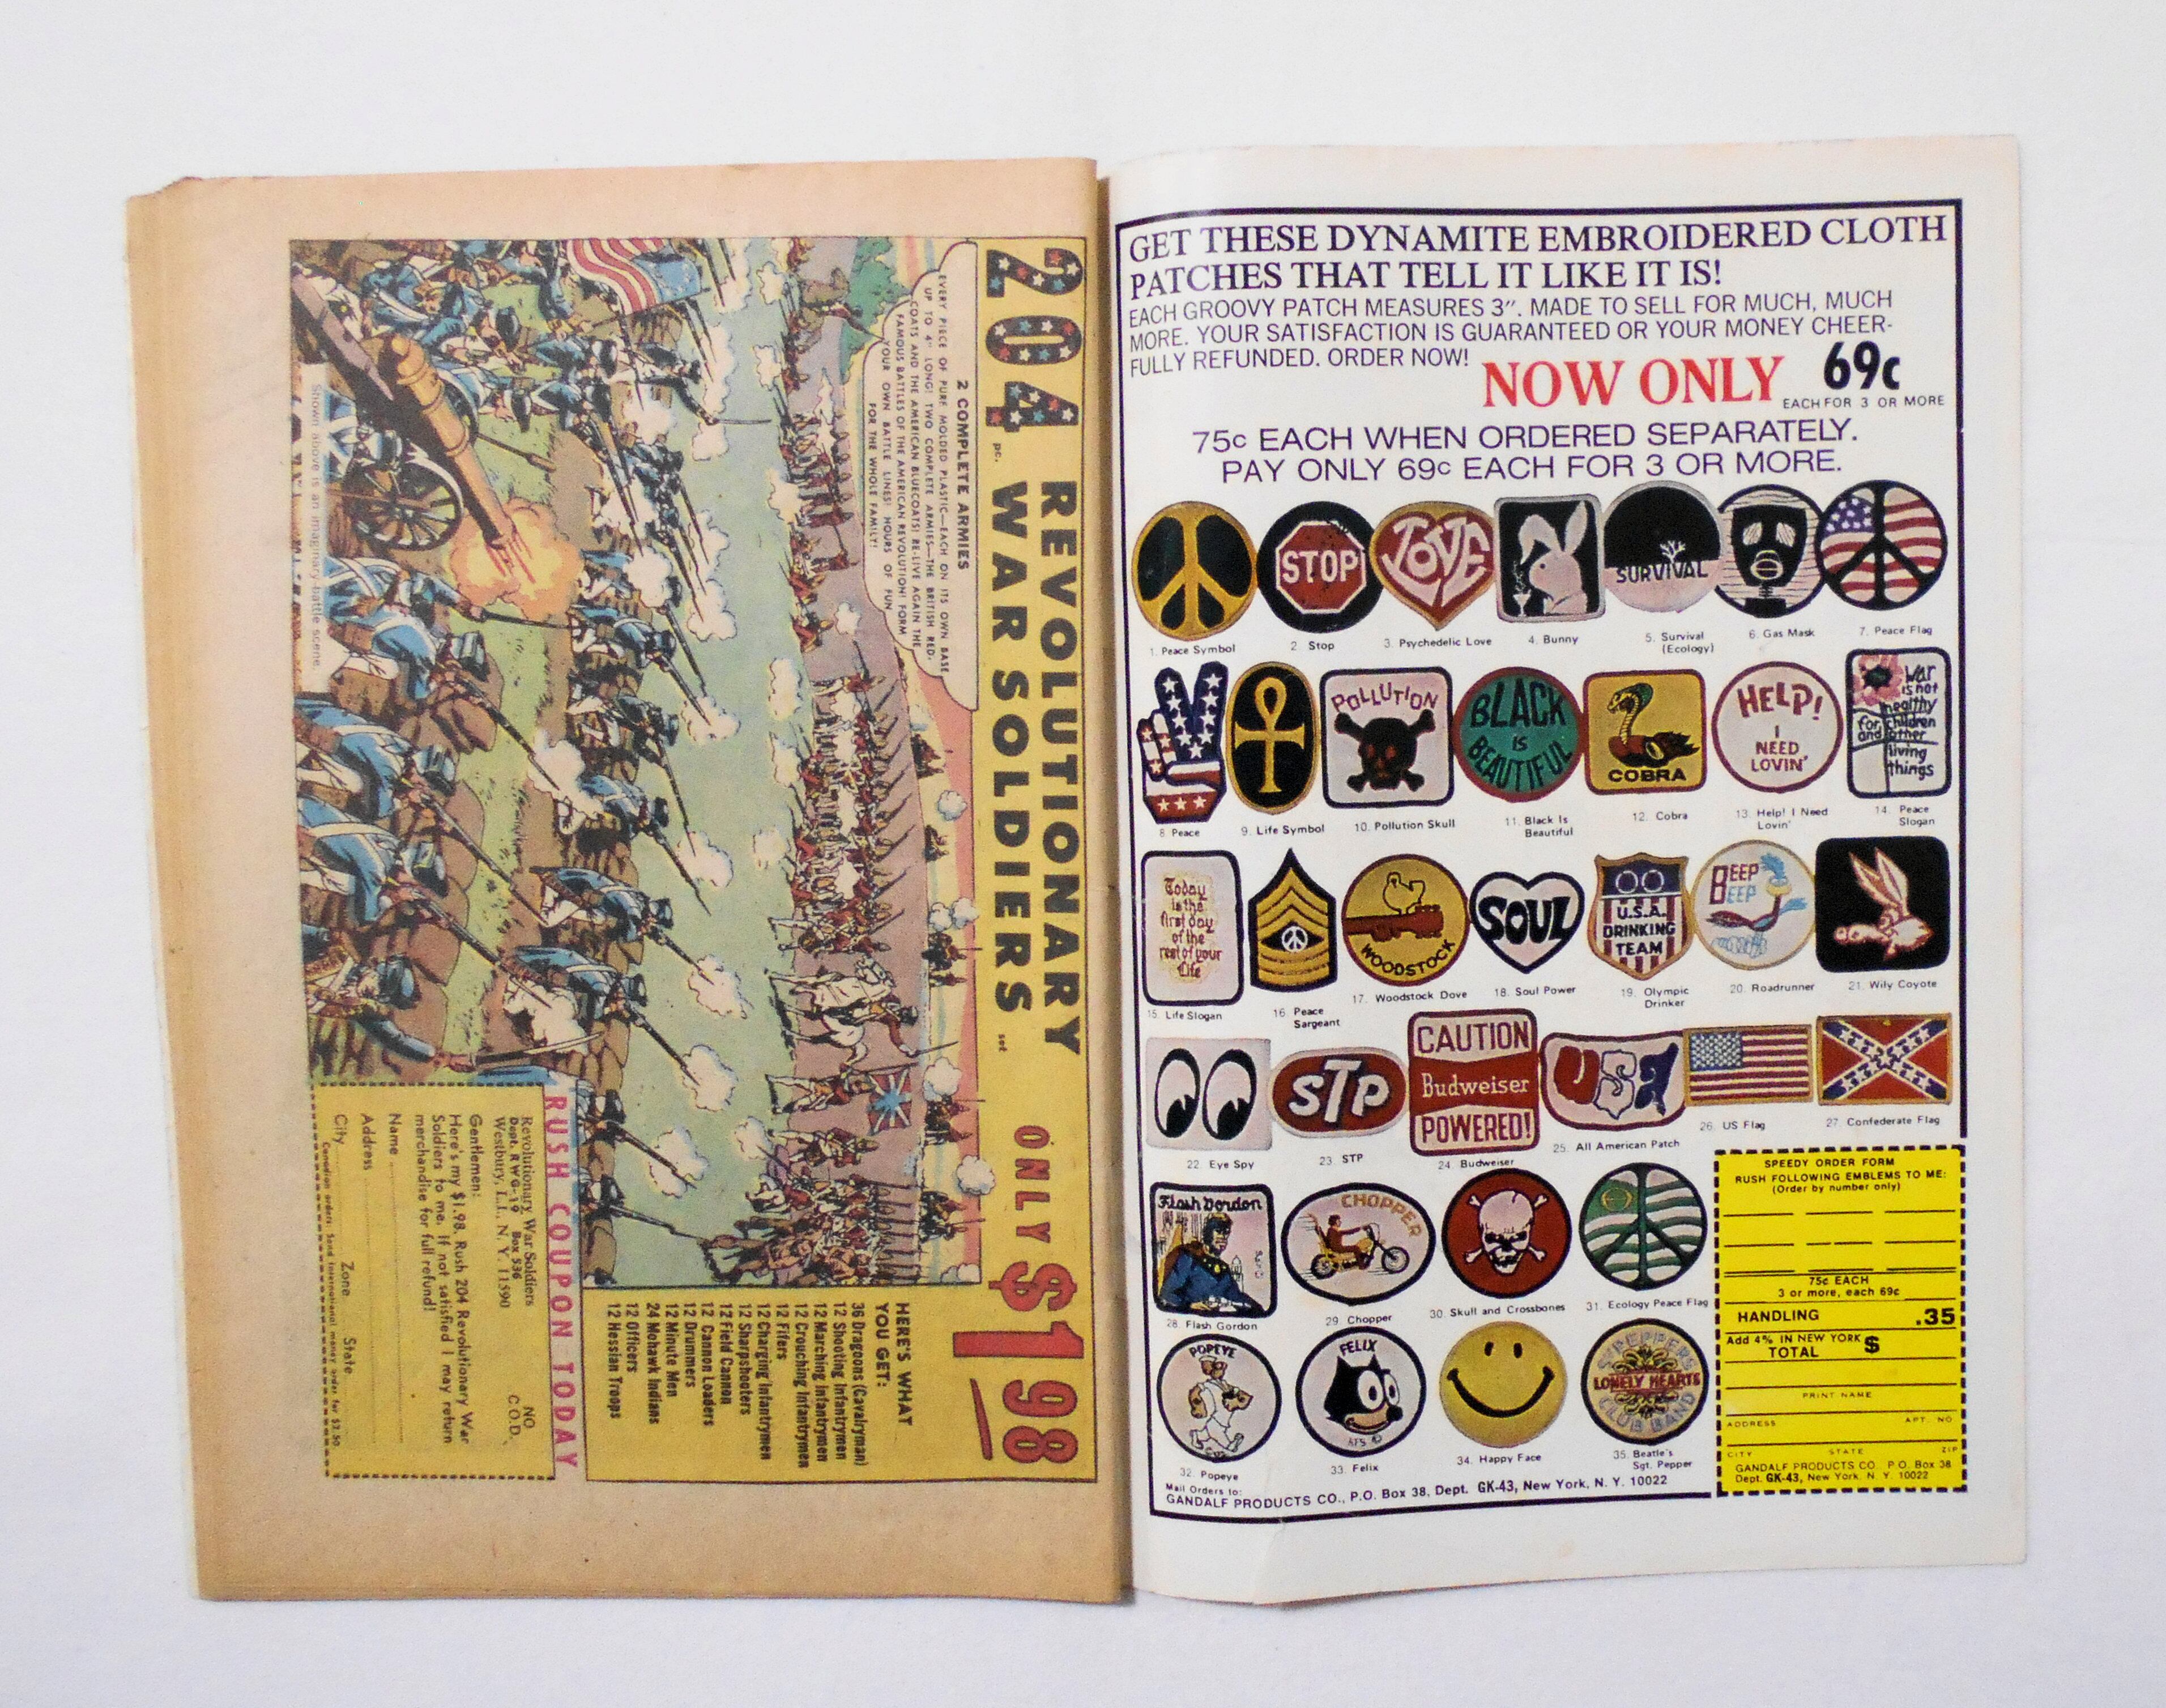 204 pc. REVOLUTIONARY
WAR SOLDIERS set
ONLY $1 98
2 COMPLETE ARMIES
EVERY PIECE OF PURE MOLDED PLASTIC—EACH ON ITS OWN BASE
UP TO 4" LONG! TWO COMPLETE ARMIES—THE BRITISH RED-
COATS AND THE AMERICAN BLUECOATS! RE-LIVE AGAIN THE
FAMOUS BATTLES OF THE AMERICAN REVOLUTION! FORM
YOUR OWN BATTLE LINES! HOURS OF FUN
FOR THE WHOLE FAMILY!
HERE'S WHAT
YOU GET:
36 Dragoons (Cavalryman)
12 Shooting Infantrymen
12 Marching Infantrymen
12 Crouching Infantrymen
12 Fifers
12 Charging Infantrymen
12 Sharpshooters
12 Field Cannon
12 Cannon Loaders
12 Drummers
12 Minute Men
24 Mohawk Indians
12 Officers
12 Hessian Troops
Shown above is an imaginary battle scene.
RUSH COUPON TODAY
Revolutionary War Soldiers
Dept. RWG-19 Box 536
Westbury, L.I., N.Y. 11590
NO
C.O.D.
Gentlemen:
Here's my $1.98. Rush 204 Revolutionary War
Soldiers to me. If not satisfied I may return
merchandise for full refund!
Name
Address
City Zone State
Canadian orders: Send international money order for $2.50
GET THESE DYNAMITE EMBROIDERED CLOTH
PATCHES THAT TELL IT LIKE IT IS!
EACH GROOVY PATCH MEASURES 3". MADE TO SELL FOR MUCH, MUCH
MORE. YOUR SATISFACTION IS GUARANTEED OR YOUR MONEY CHEER-
FULLY REFUNDED. ORDER NOW!
NOW ONLY 69c
EACH FOR 3 OR MORE
75c EACH WHEN ORDERED SEPARATELY.
PAY ONLY 69c EACH FOR 3 OR MORE.
STOP
LOVE
SURVIVAL
1. Peace Symbol
2. Stop
3. Psychedelic Love
4. Bunny
5. Survival
(Ecology)
6. Gas Mask
7. Peace Flag
POLLUTION
BLACK
IS
BEAUTIFUL
COBRA
HELP!
I
NEED
LOVIN'
War
is not
healthy
for children
and other
living
things
8. Peace
9. Life Symbol
10. Pollution Skull
11. Black Is
Beautiful
12. Cobra
13. Help! I Need
Lovin'
14. Peace
Slogan
Today
is the
first day
of the
rest of your
Life
WOODSTOCK
SOUL
U.S.A.
DRINKING
TEAM
BEEP
BEEP
15. Life Slogan
16. Peace
Sargeant
17. Woodstock Dove
18. Soul Power
19. Olympic
Drinker
20. Roadrunner
21. Wily Coyote
STP
CAUTION
Budweiser
POWERED!
USA
22. Eye Spy
23. STP
24. Budweiser
25. All American Patch
26. US Flag
27. Confederate Flag
Flash Gordon
CHOPPER
28. Flash Gordon
29. Chopper
30. Skull and Crossbones
31. Ecology Peace Flag
POPEYE
FELIX
KFS ©
SGT PEPPERS
LONELY HEARTS
CLUB BAND
32. Popeye
33. Felix
34. Happy Face
35. Beatle's
Sgt. Pepper
Mail Orders to:
GANDALF PRODUCTS CO., P.O. Box 38, Dept. GK-43, New York, N. Y. 10022
SPEEDY ORDER FORM
RUSH FOLLOWING EMBLEMS TO ME:
(Order by number only)
75c EACH
3 or more, each 69c
HANDLING .35
Add 4% IN NEW YORK
TOTAL $
PRINT NAME
ADDRESS APT. NO.
CITY STATE ZIP
GANDALF PRODUCTS CO. P.O. Box 38
Dept. GK-43, New York. N. Y. 10022